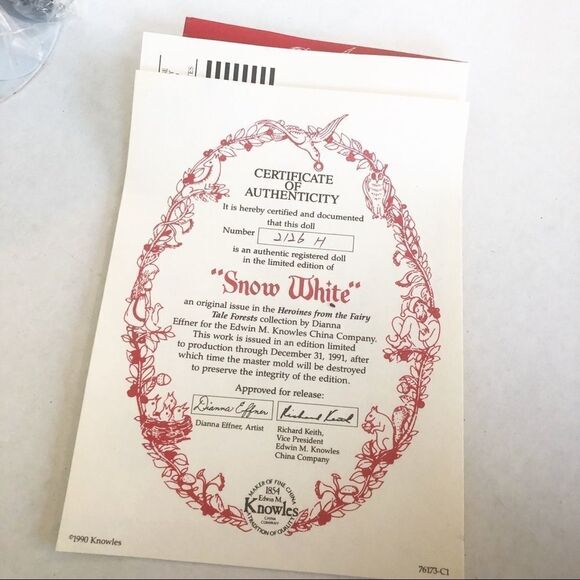 CERTIFICATE
OF
AUTHENTICITY
It is hereby certified and documented
that this doll
Number 2126 H
is an authentic registered doll
in the limited edition of
"Snow White"
an original issue in the Heroines from the Fairy
Tale Forests collection by Dianna
Effner for the Edwin M. Knowles China Company.
This work is issued in an edition limited
to production through December 31, 1991, after
which time the master mold will be destroyed
to preserve the integrity of the edition.
Approved for release:
Dianna Effner Richard Keith
Dianna Effner, Artist
Richard Keith,
Vice President
Edwin M. Knowles
China Company
MAKER OF FINE CHINA
1854
Edwin M.
Knowles
CHINA
COMPANY
TRADITION OF QUALITY
©1990 Knowles
76173-C1